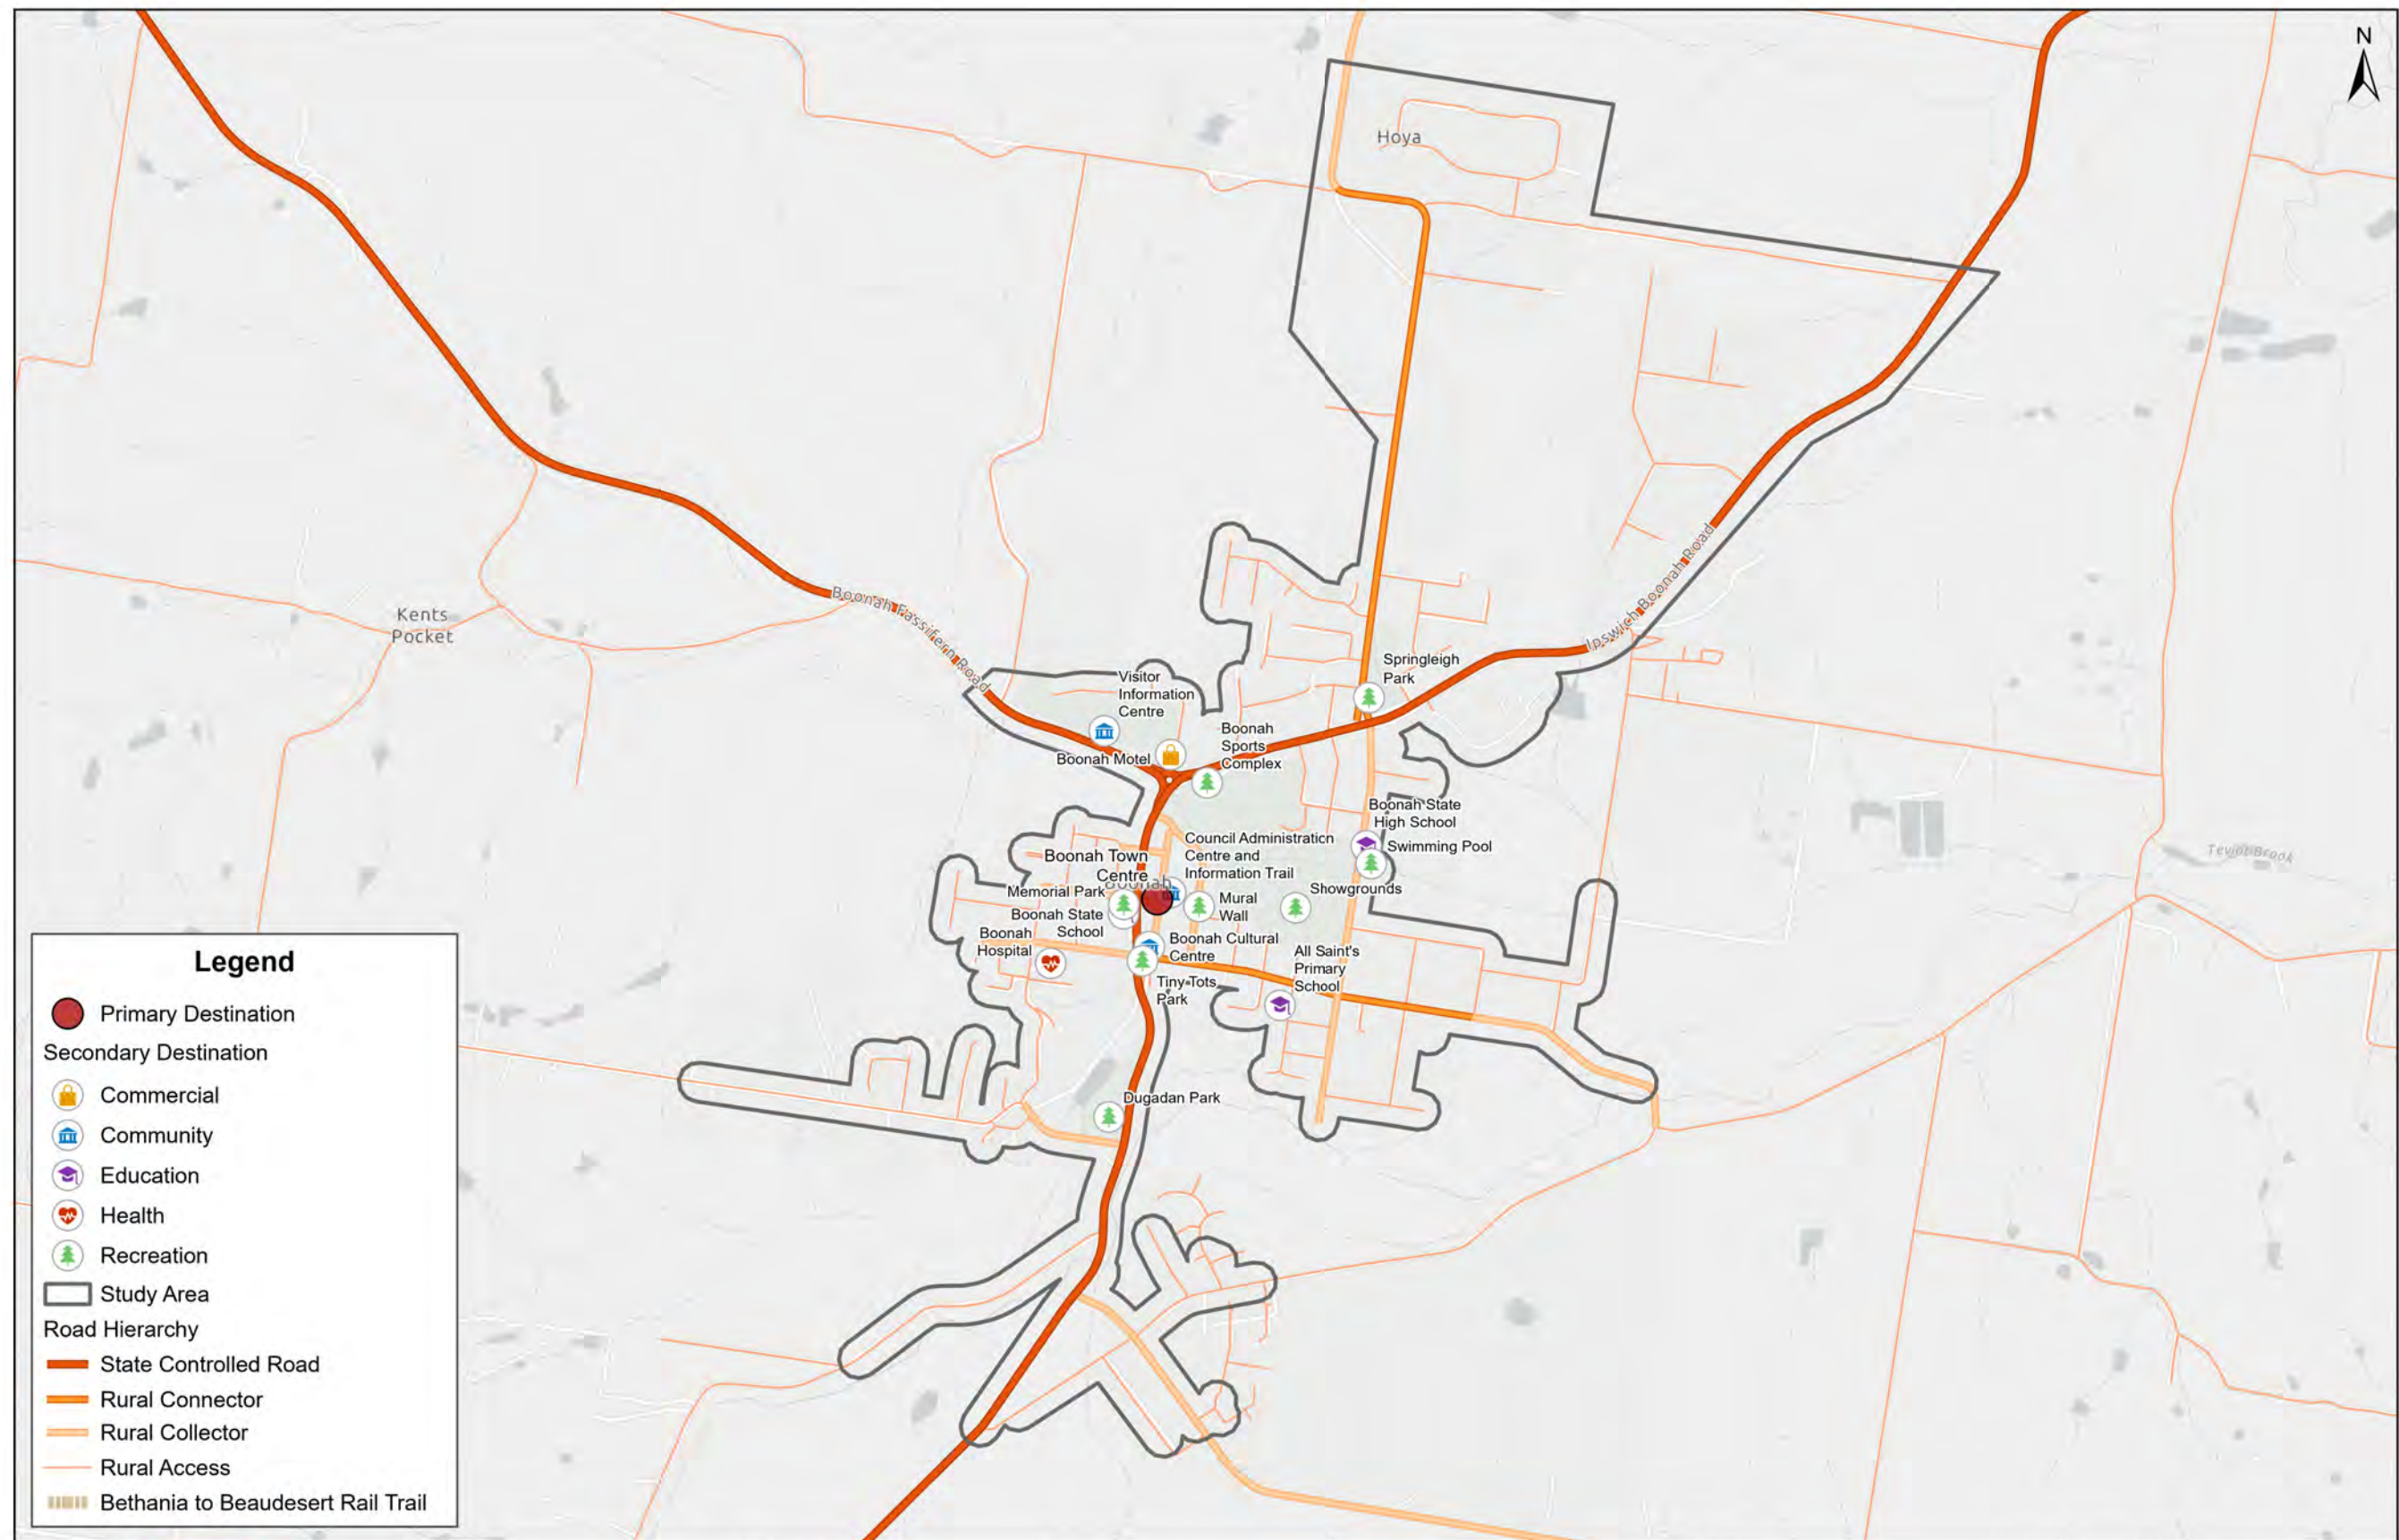 N
Hoya
Kents
Pocket
Boonah Fassifern Road
Ipswich Boonah Road
Springleigh
Park
Visitor
Information
Centre
Boonah
Sports
Complex
Boonah Motel
Boonah State
High School
Swimming Pool
Council Administration
Centre and
Information Trail
Boonah Town
Centre
Boonah
Teviot Brook
Memorial Park
Showgrounds
Mural
Wall
Boonah State
School
Boonah
Hospital
Boonah Cultural
Centre
All Saint's
Primary
School
Tiny Tots
Park
Dugadan Park
Legend
Primary Destination
Secondary Destination
Commercial
Community
Education
Health
Recreation
Study Area
Road Hierarchy
State Controlled Road
Rural Connector
Rural Collector
Rural Access
Bethania to Beaudesert Rail Trail